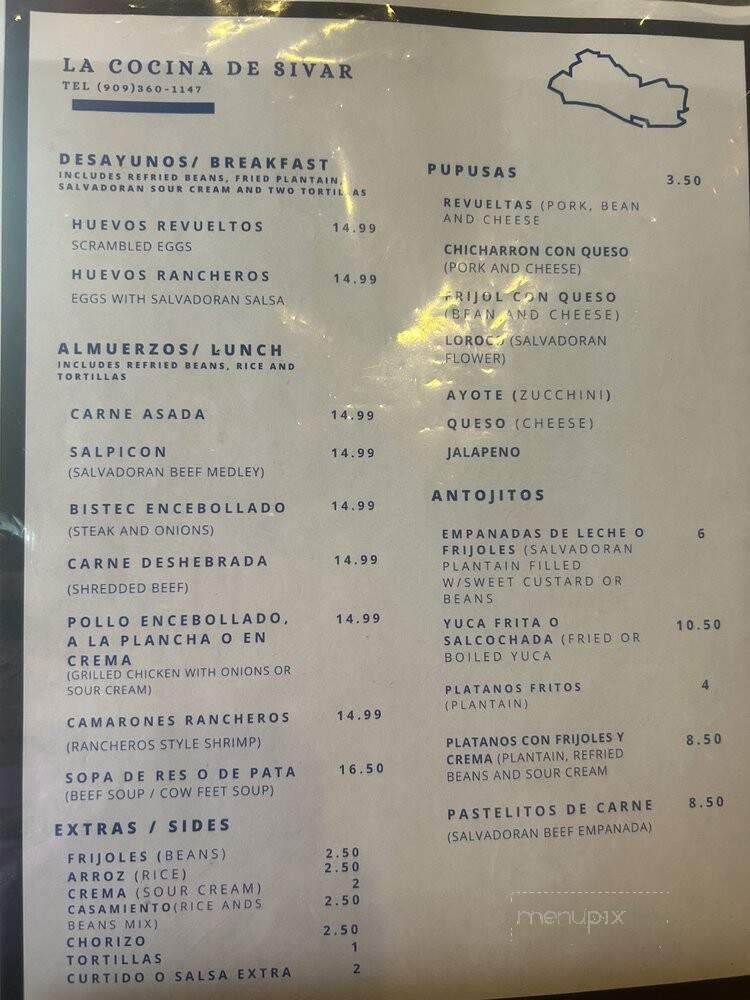 LA COCINA DE SIVAR
TEL (909)360-1147
DESAYUNOS/ BREAKFAST
INCLUDES REFRIED BEANS, FRIED PLANTAIN,
SALVADORAN SOUR CREAM AND TWO TORTILLAS
HUEVOS REVUELTOS 14.99
SCRAMBLED EGGS
HUEVOS RANCHEROS 14.99
EGGS WITH SALVADORAN SALSA
ALMUERZOS/ LUNCH
INCLUDES REFRIED BEANS, RICE AND
TORTILLAS
CARNE ASADA 14.99
SALPICON 14.99
(SALVADORAN BEEF MEDLEY)
BISTEC ENCEBOLLADO 14.99
(STEAK AND ONIONS)
CARNE DESHEBRADA 14.99
(SHREDDED BEEF)
POLLO ENCEBOLLADO, 14.99
A LA PLANCHA O EN
CREMA
(GRILLED CHICKEN WITH ONIONS OR
SOUR CREAM)
CAMARONES RANCHEROS 14.99
(RANCHEROS STYLE SHRIMP)
SOPA DE RES O DE PATA 16.50
(BEEF SOUP / COW FEET SOUP)
EXTRAS / SIDES
FRIJOLES (BEANS) 2.50
ARROZ (RICE) 2.50
CREMA (SOUR CREAM) 2
CASAMIENTO(RICE ANDS 2.50
BEANS MIX)
CHORIZO 2.50
TORTILLAS 1
CURTIDO O SALSA EXTRA 2
PUPUSAS 3.50
REVUELTAS (PORK, BEAN
AND CHEESE
CHICHARRON CON QUESO
(PORK AND CHEESE)
FRIJOL CON QUESO
(BEAN AND CHEESE)
LOROCO (SALVADORAN
FLOWER)
AYOTE (ZUCCHINI)
QUESO (CHEESE)
JALAPENO
ANTOJITOS
EMPANADAS DE LECHE O 6
FRIJOLES (SALVADORAN
PLANTAIN FILLED
W/SWEET CUSTARD OR
BEANS
YUCA FRITA O 10.50
SALCOCHADA (FRIED OR
BOILED YUCA
PLATANOS FRITOS 4
(PLANTAIN)
PLATANOS CON FRIJOLES Y 8.50
CREMA (PLANTAIN, REFRIED
BEANS AND SOUR CREAM
PASTELITOS DE CARNE 8.50
(SALVADORAN BEEF EMPANADA)
menupix